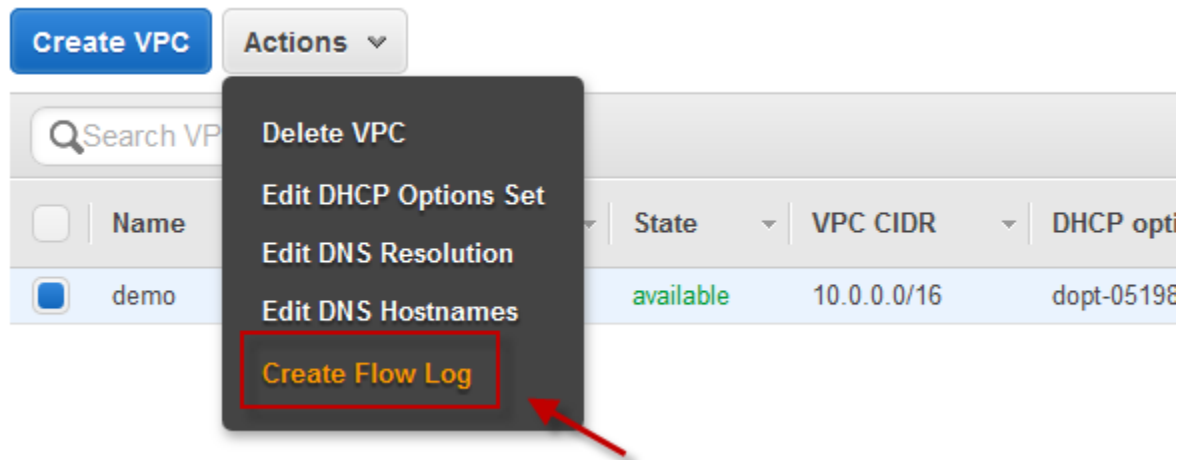 Create VPC Actions
Search VP
Delete VPC
Edit DHCP Options Set
Edit DNS Resolution
Edit DNS Hostnames
Create Flow Log
Name State VPC CIDR DHCP opti
demo available 10.0.0.0/16 dopt-05198